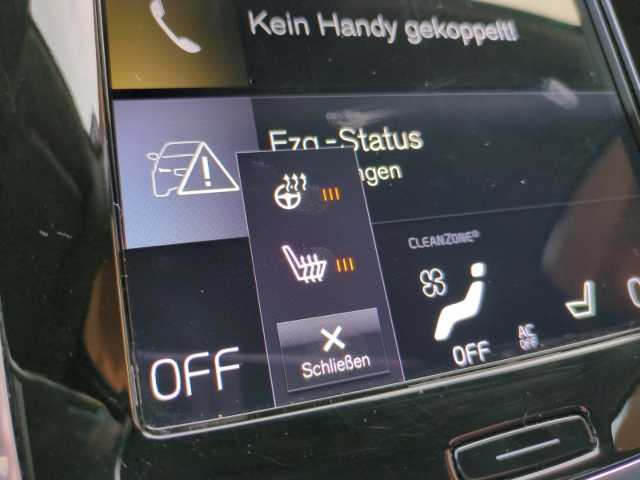 Kein Handy gekoppelt!
Fzg.-Status
ngen
CLEANZONE®
Schließen
OFF
OFF
AC
OFF